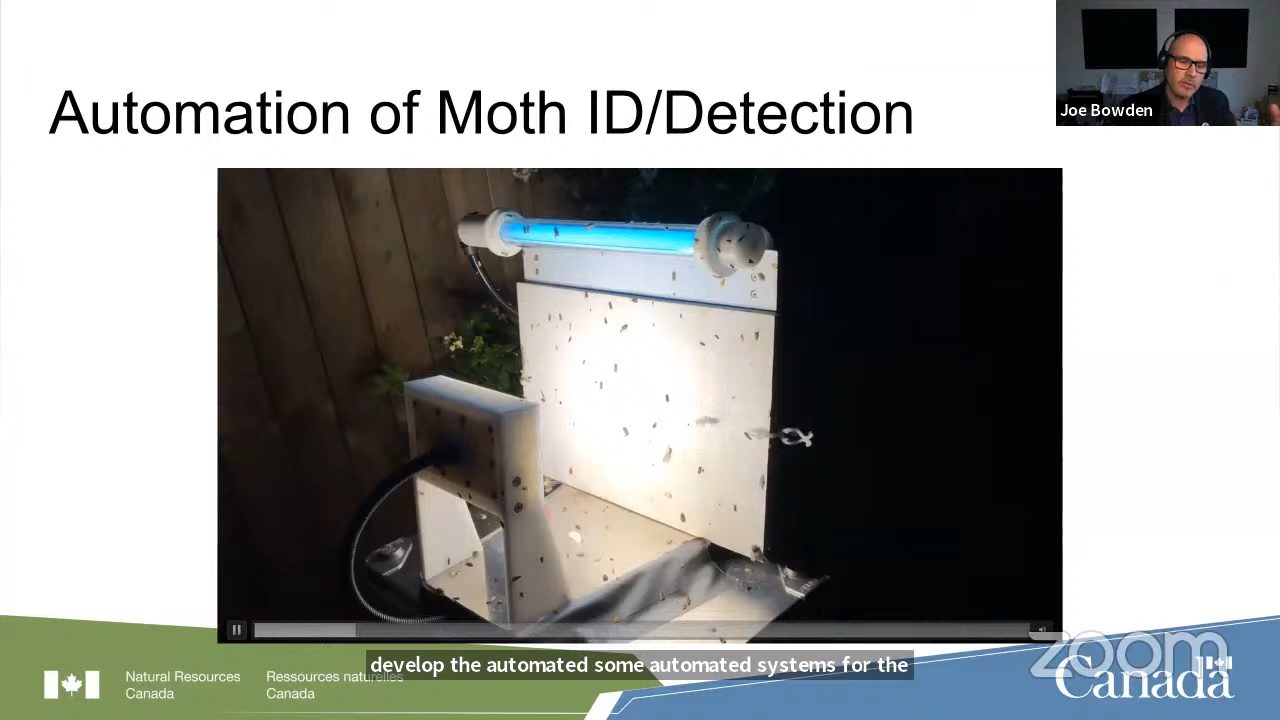 Automation of Moth ID/Detection
Joe Bowden
develop the automated some automated systems for the
Natural Resources
Canada
Ressources naturelles
Canada
zoom
Canada